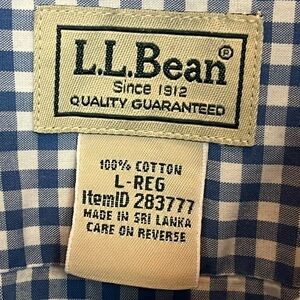 L.L.Bean®
Since 1912
QUALITY GUARANTEED
100% COTTON
L-REG
ItemID 283777
MADE IN SRI LANKA
CARE ON REVERSE